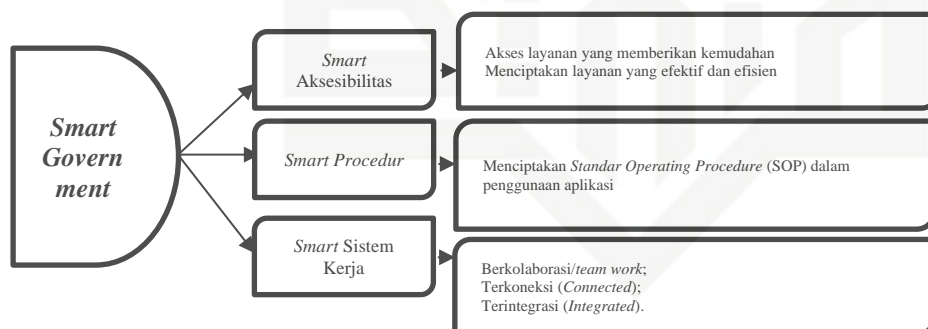 Smart
Govern
ment
Smart
Aksesibilitas
Akses layanan yang memberikan kemudahan
Menciptakan layanan yang efektif dan efisien
Smart Procedur
Menciptakan Standar Operating Procedure (SOP) dalam
penggunaan aplikasi
Smart Sistem
Kerja
Berkolaborasi/team work;
Terkoneksi (Connected);
Terintegrasi (Integrated).